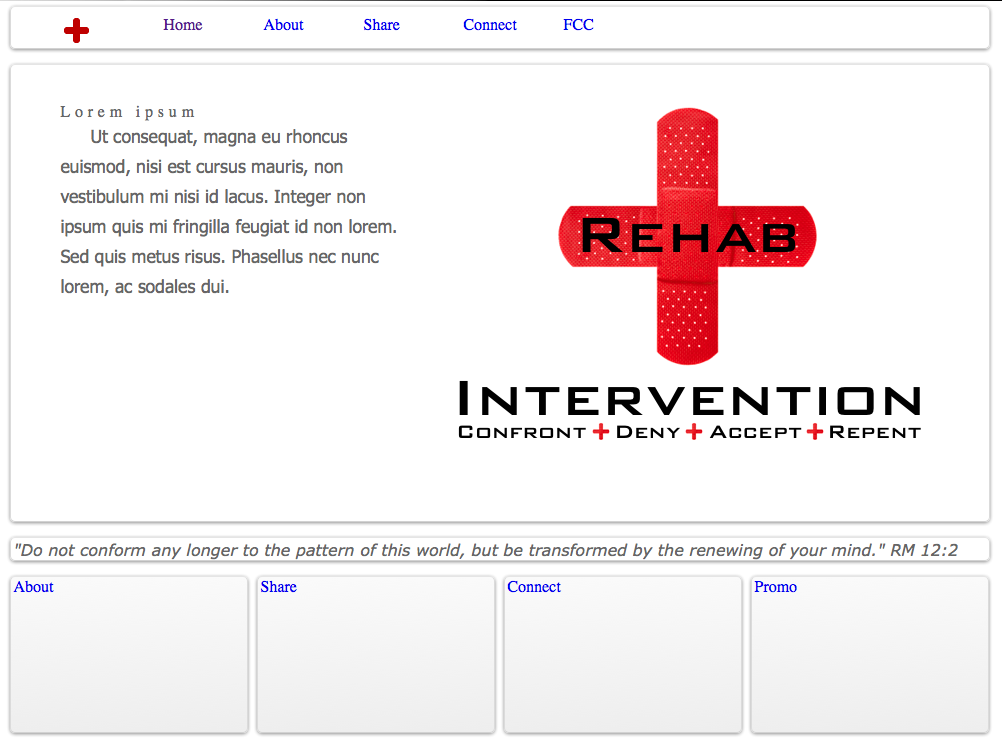 Home About Share Connect FCC
Lorem ipsum
Ut consequat, magna eu rhoncus
euismod, nisi est cursus mauris, non
vestibulum mi nisi id lacus. Integer non
ipsum quis mi fringilla feugiat id non lorem.
Sed quis metus risus. Phasellus nec nunc
lorem, ac sodales dui.
REHAB
INTERVENTION
CONFRONT + DENY + ACCEPT + REPENT
"Do not conform any longer to the pattern of this world, but be transformed by the renewing of your mind." RM 12:2
About Share Connect Promo